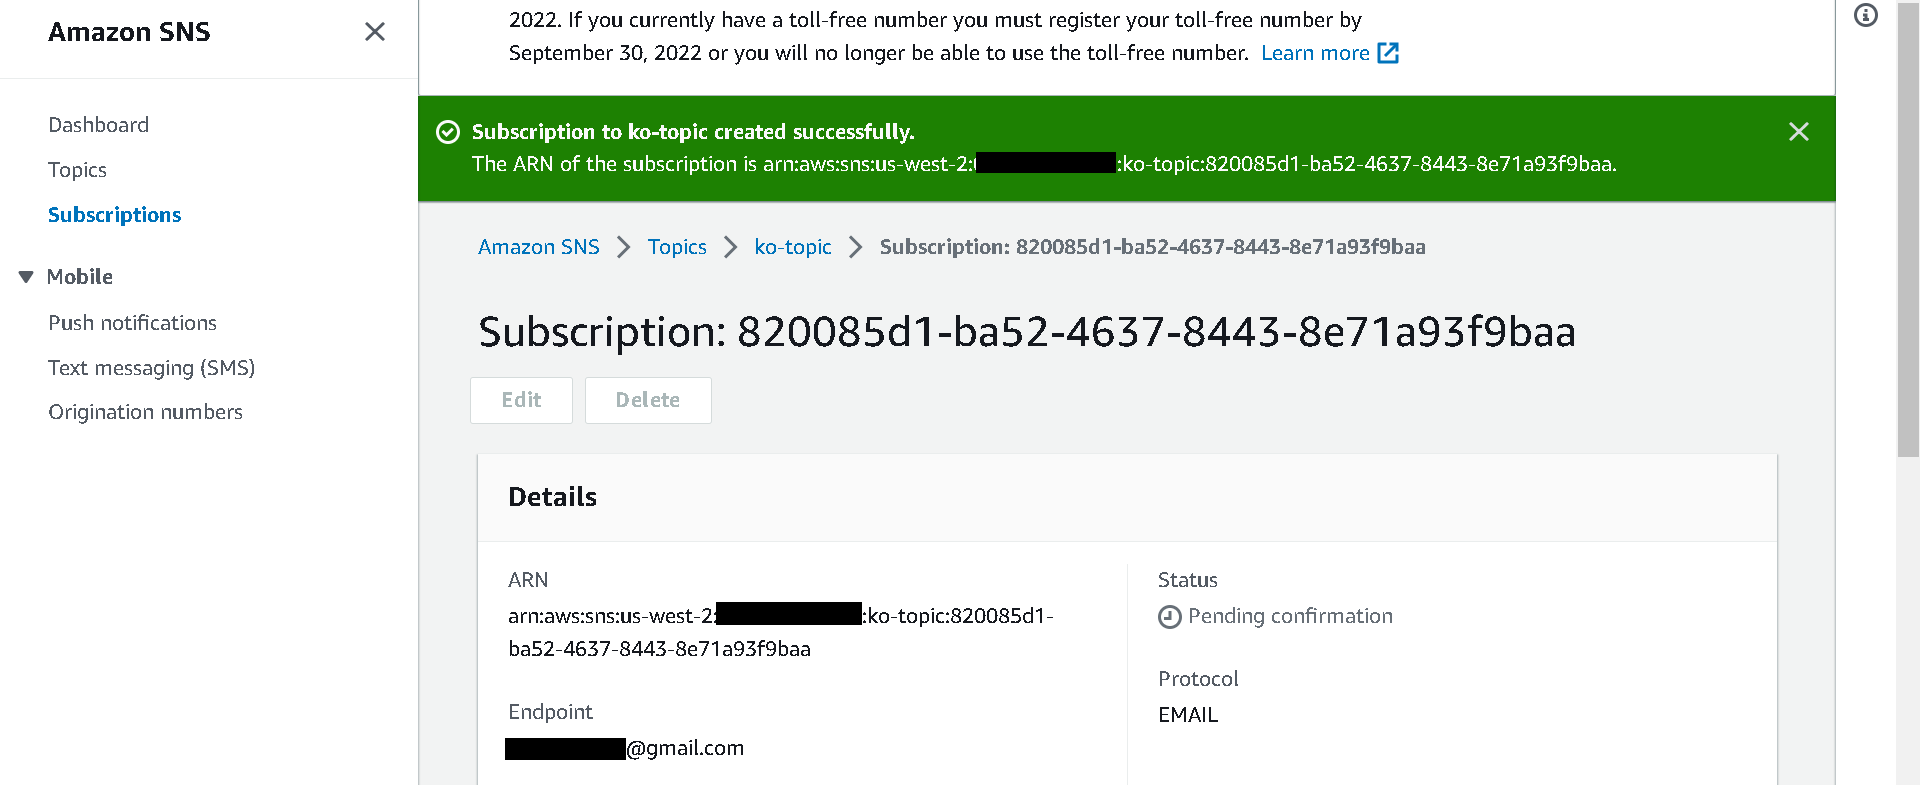 Amazon SNS
Dashboard
Topics
Subscriptions
Mobile
Push notifications
Text messaging (SMS)
Origination numbers
2022. If you currently have a toll-free number you must register your toll-free number by
September 30, 2022 or you will no longer be able to use the toll-free number. Learn more
Subscription to ko-topic created successfully.
The ARN of the subscription is arn:aws:sns:us-west-2: :ko-topic:820085d1-ba52-4637-8443-8e71a93f9baa.
Amazon SNS > Topics > ko-topic > Subscription: 820085d1-ba52-4637-8443-8e71a93f9baa
Subscription: 820085d1-ba52-4637-8443-8e71a93f9baa
Edit Delete
Details
ARN
arn:aws:sns:us-west-2: :ko-topic:820085d1-
ba52-4637-8443-8e71a93f9baa
Endpoint
@gmail.com
Status
Pending confirmation
Protocol
EMAIL